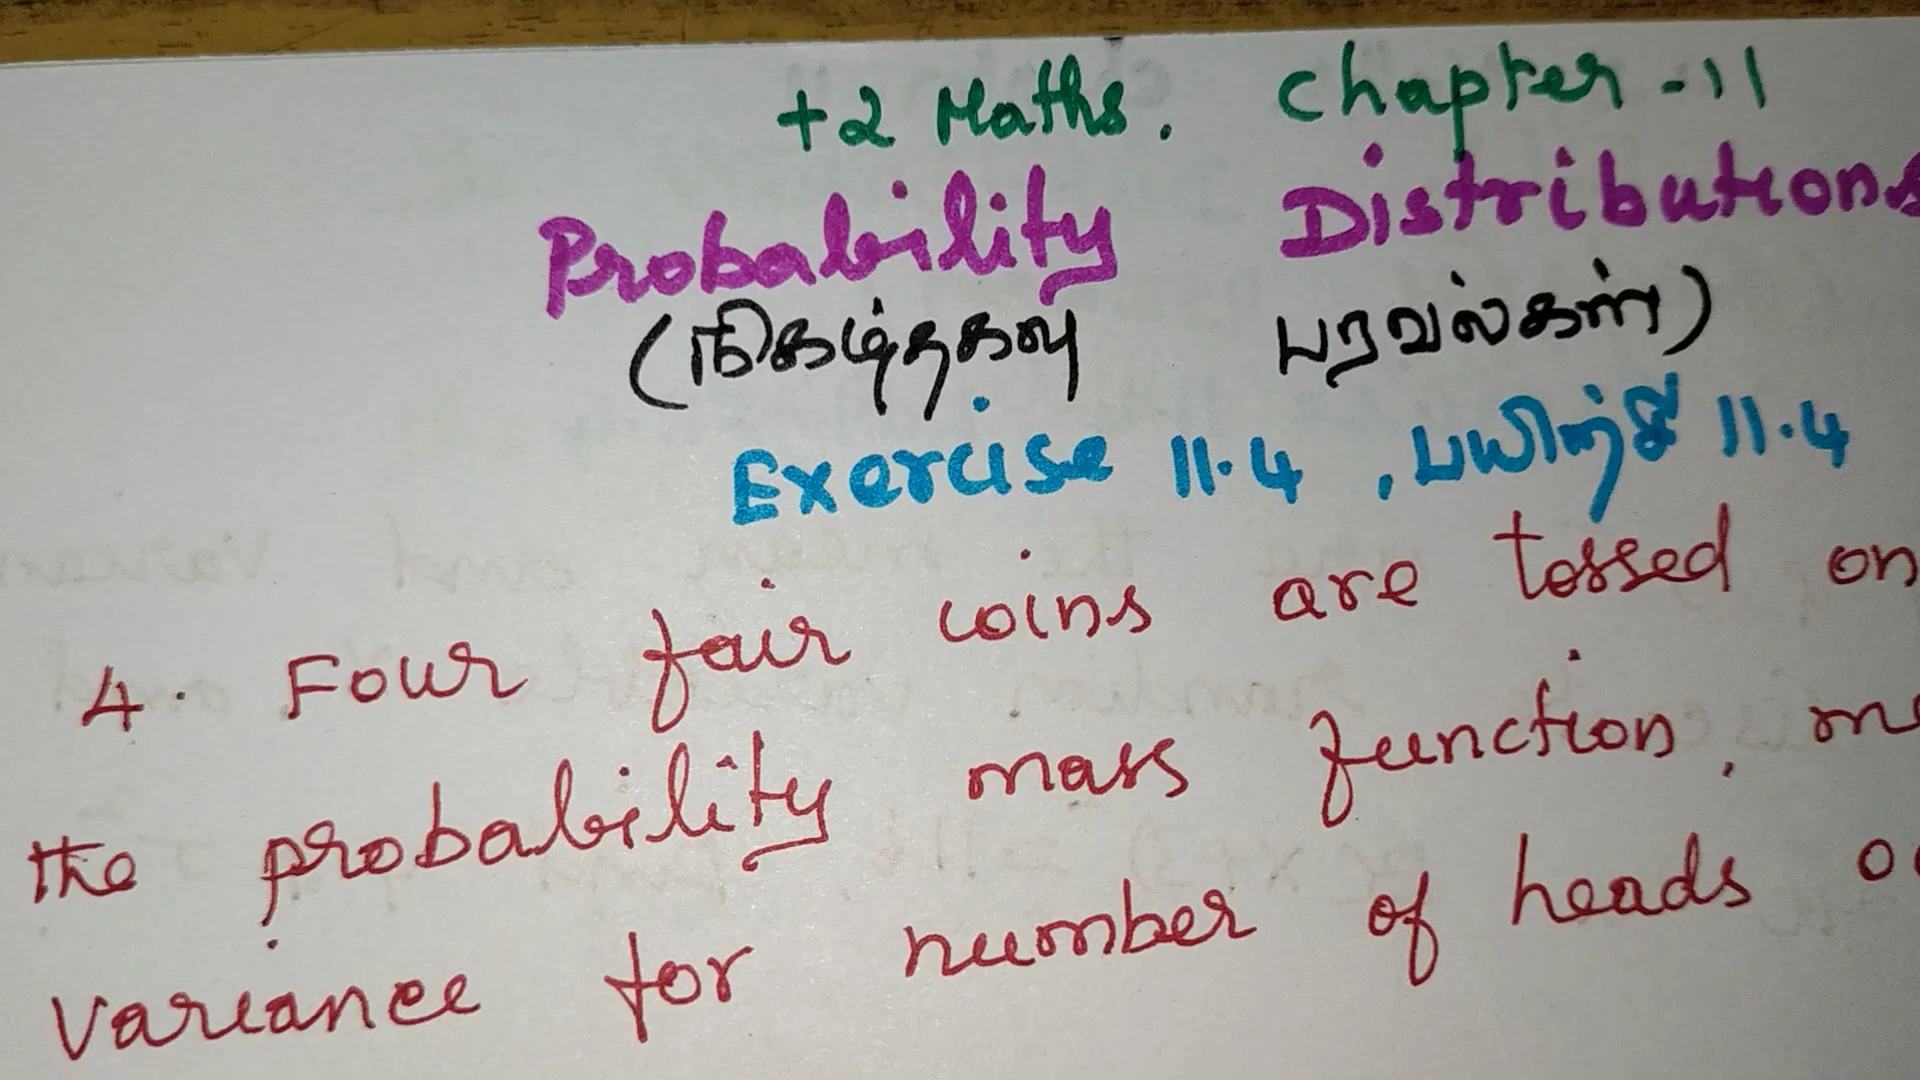 +2 Maths. Chapter - 11
Probability Distributions
(நிகழ்தகவு பரவல்கள்)
Exercise 11.4, பயிற்சி 11.4
4. Four fair coins are tossed on
the probability mass function, me
variance for number of heads o